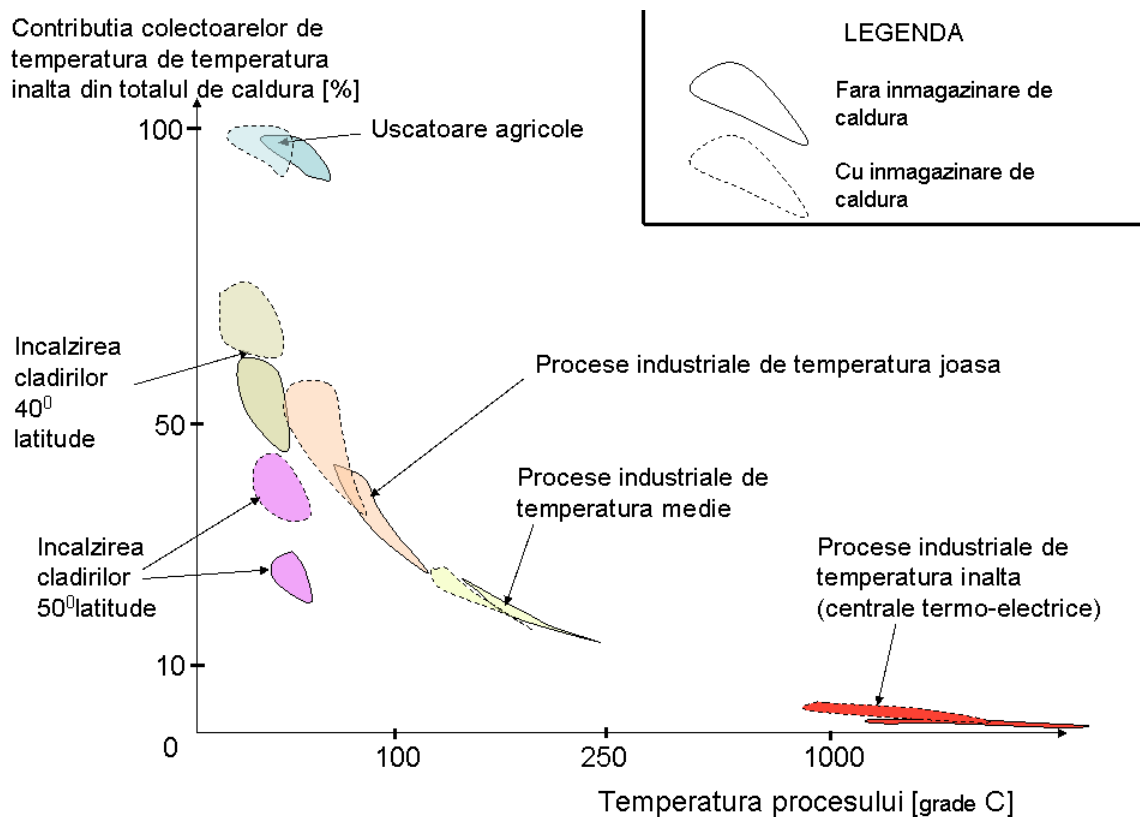 Contributia colectoarelor de
temperatura de temperatura
inalta din totalul de caldura [%]
LEGENDA
Fara inmagazinare de
caldura
Cu inmagazinare de
caldura
100
Uscatoare agricole
Incalzirea
cladirilor
40⁰
latitude
Procese industriale de temperatura joasa
50
Procese industriale de
temperatura medie
Incalzirea
cladirilor
50⁰latitude
Procese industriale de
temperatura inalta
(centrale termo-electrice)
10
0
100
250
1000
Temperatura procesului [grade C]